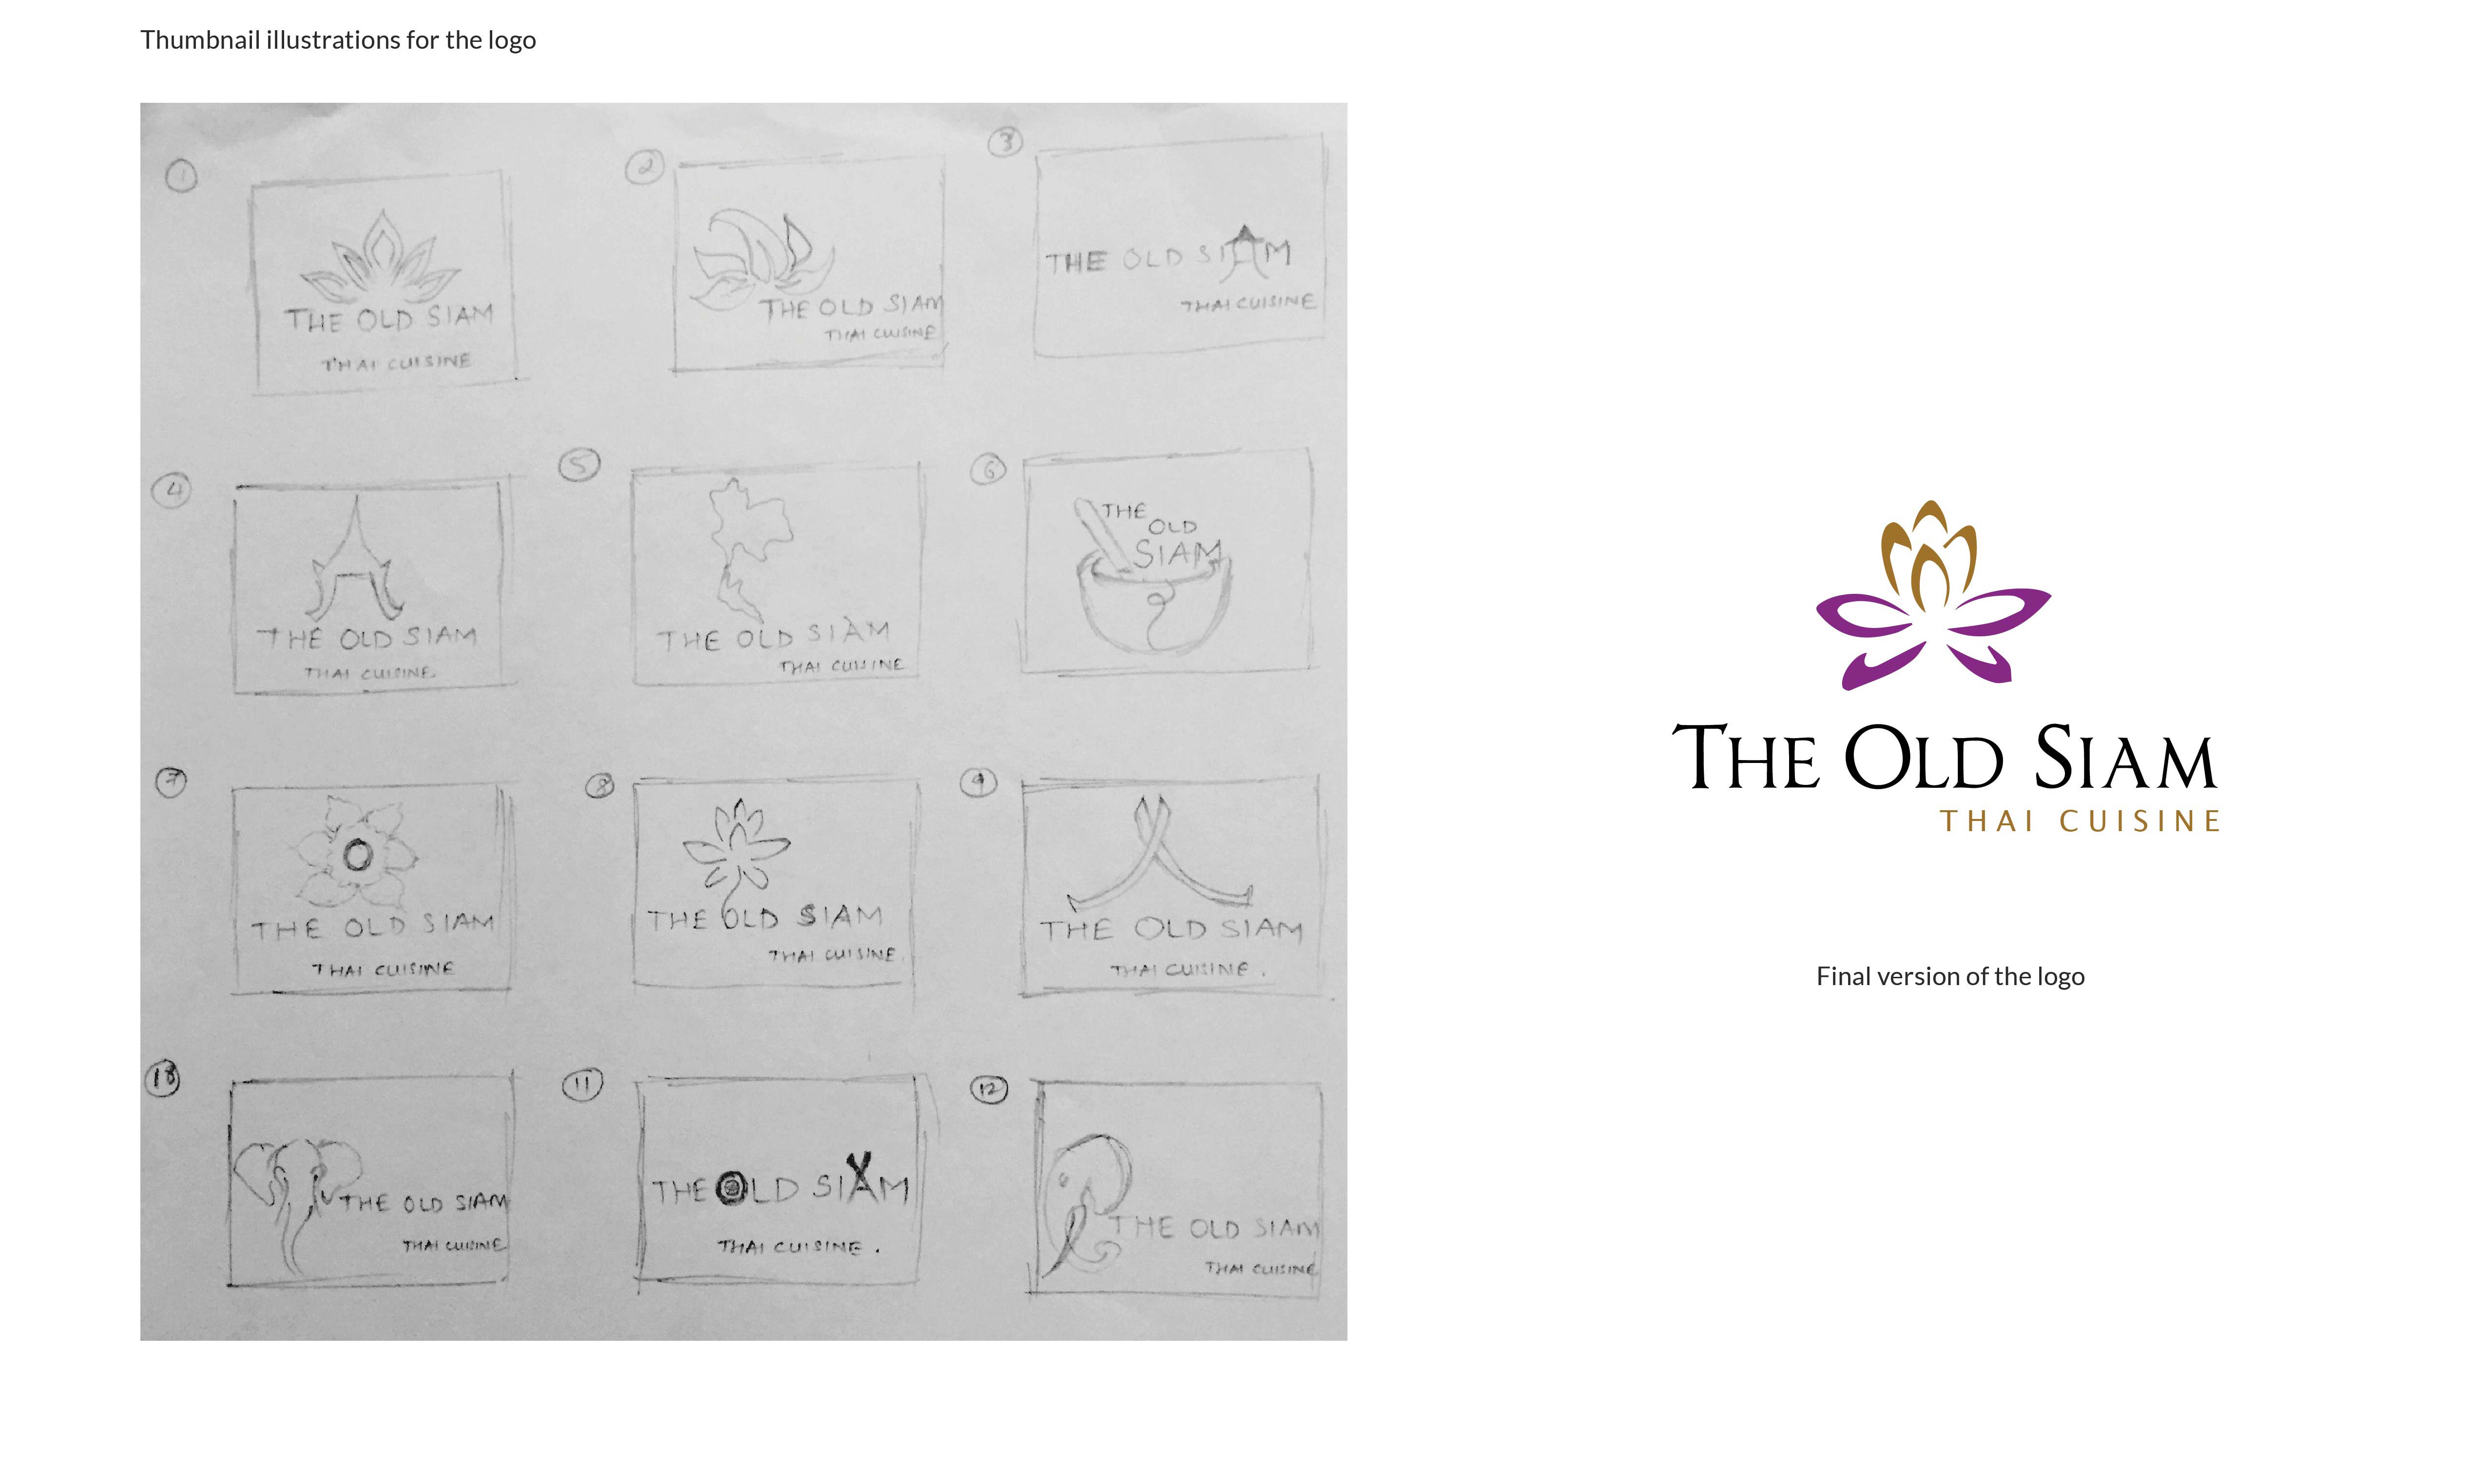 Thumbnail illustrations for the logo
1
THE OLD SIAM
THAI CUISINE
2
THE OLD SIAM
THAI CUISINE
3
THE OLD SIAM
THAI CUISINE
4
THE OLD SIAM
THAI CUISINE
5
THE OLD SIAM
THAI CUISINE
6
THE
OLD
SIAM
7
THE OLD SIAM
THAI CUISINE
8
THE OLD SIAM
THAI CUISINE.
9
THE OLD SIAM
THAI CUISINE.
10
THE OLD SIAM
THAI CUISINE
11
THE OLD SIAM
THAI CUISINE.
12
THE OLD SIAM
THAI CUISINE
THE OLD SIAM
THAI CUISINE
Final version of the logo